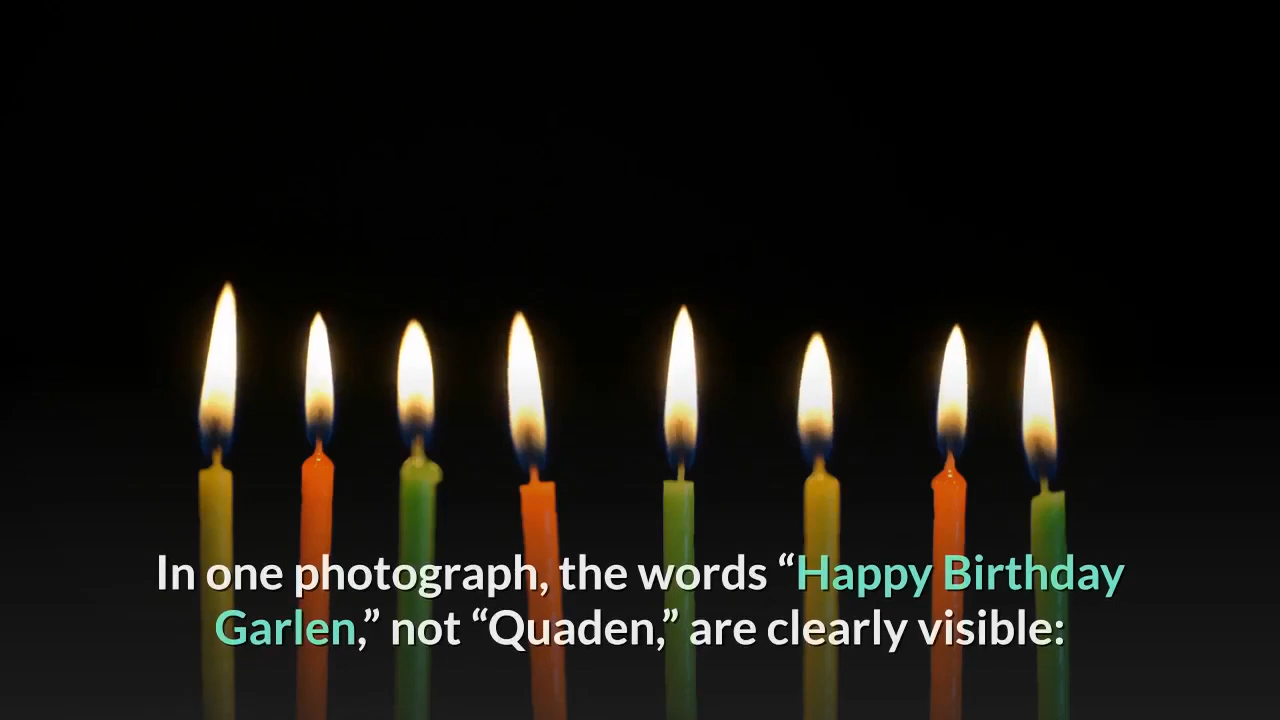 In one photograph, the words “Happy Birthday
Garlen,” not “Quaden,” are clearly visible: